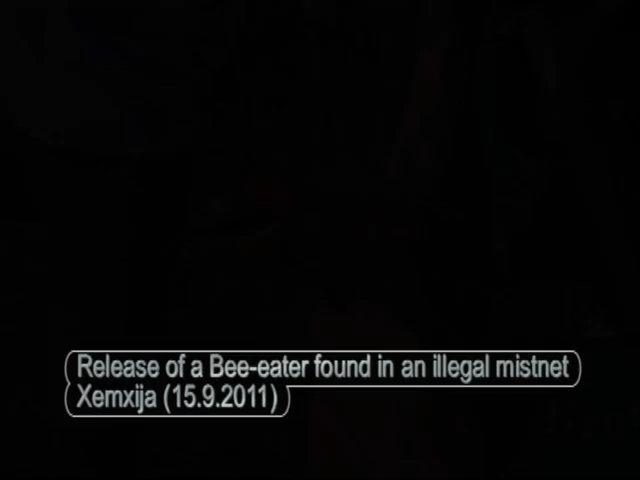 Release of a Bee-eater found in an illegal mistnet
Xemxija (15.9.2011)